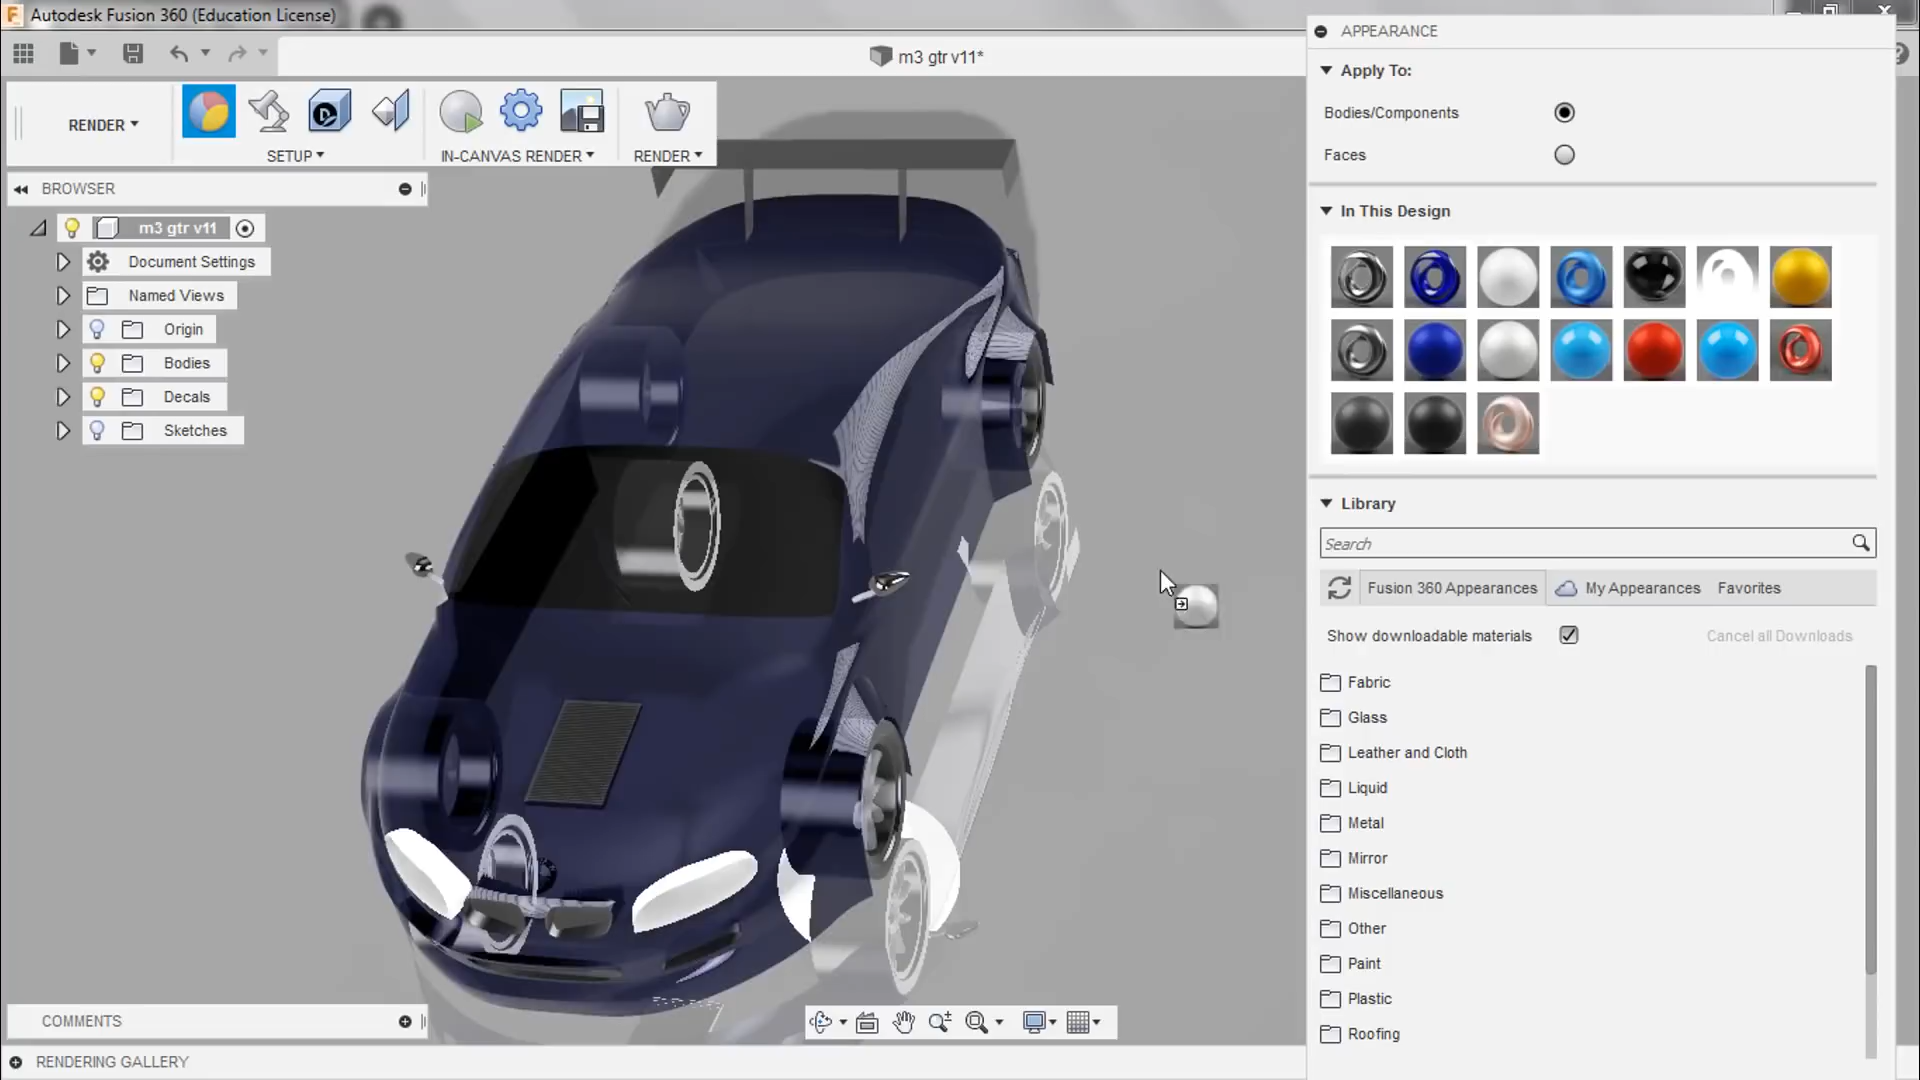 Autodesk Fusion 360 (Education License)
m3 gtr v11*
RENDER
SETUP
IN-CANVAS RENDER
RENDER
BROWSER
m3 gtr v11
Document Settings
Named Views
Origin
Bodies
Decals
Sketches
COMMENTS
RENDERING GALLERY
APPEARANCE
Apply To:
Bodies/Components
Faces
In This Design
Library
Search
Fusion 360 Appearances
My Appearances
Favorites
Show downloadable materials
Cancel all Downloads
Fabric
Glass
Leather and Cloth
Liquid
Metal
Mirror
Miscellaneous
Other
Paint
Plastic
Roofing